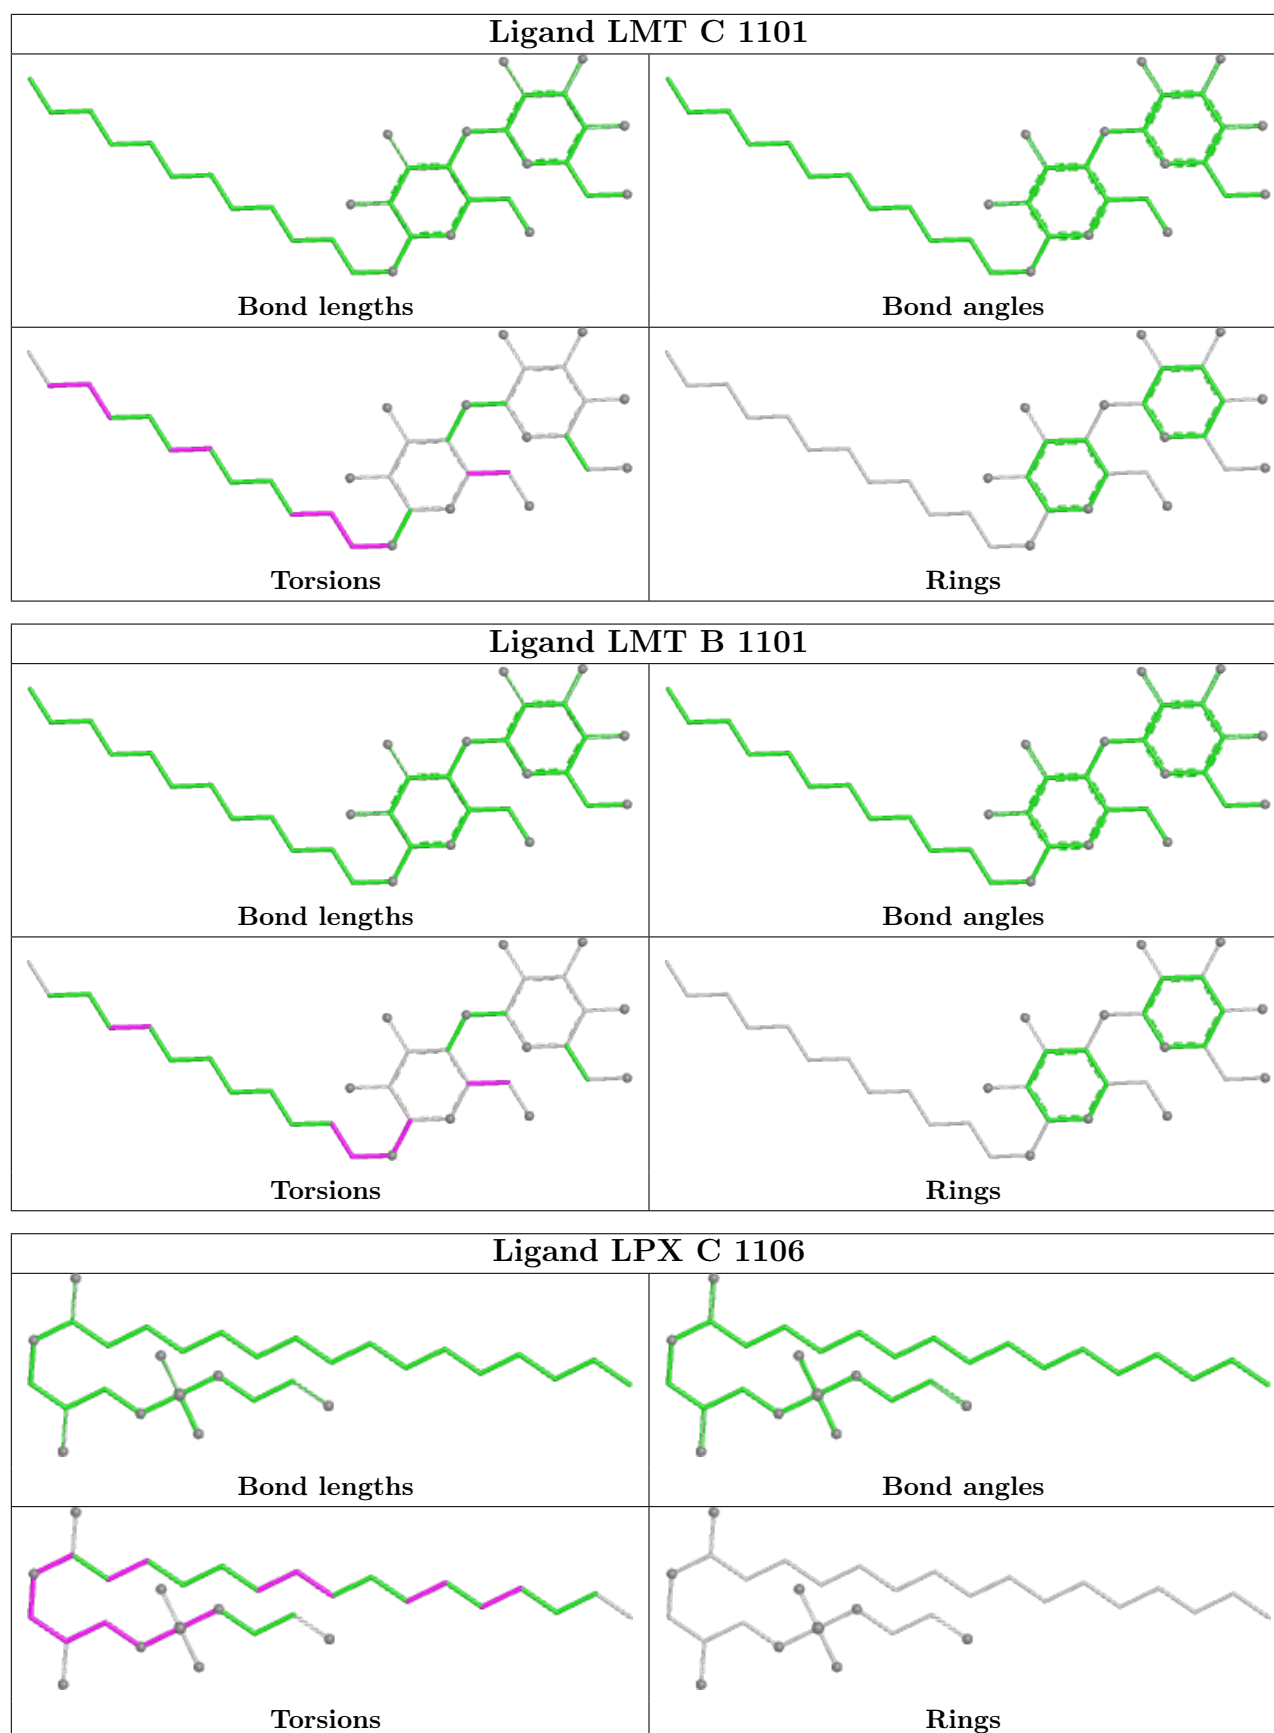 Ligand LMT C 1101
Bond lengths
Bond angles
Torsions
Rings
Ligand LMT B 1101
Bond lengths
Bond angles
Torsions
Rings
Ligand LPX C 1106
Bond lengths
Bond angles
Torsions
Rings